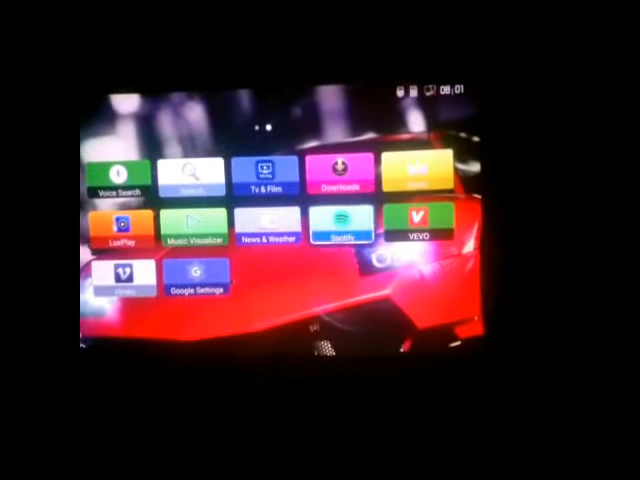 08:01
Voice Search
Search
Tv & Film
Downloads
LuxPlay
Music Visualizer
News & Weather
Spotify
VEVO
Vimeo
Google Settings